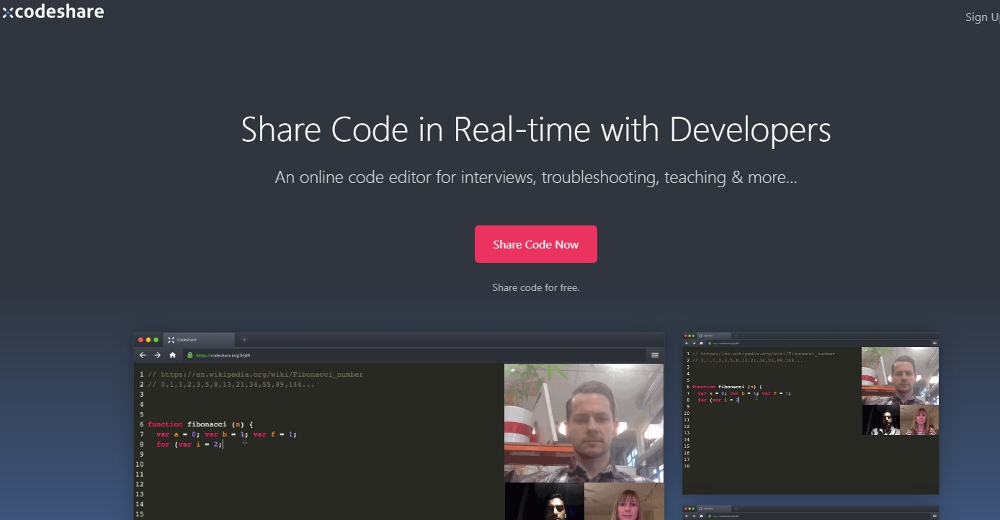 codeshare
Sign Up
Share Code in Real-time with Developers
An online code editor for interviews, troubleshooting, teaching & more...
Share Code Now
Share code for free.
Codeshare
https://codeshare.io/g7HjB9
1 // https://en.wikipedia.org/wiki/Fibonacci_number
2 // 0,1,1,2,3,5,8,13,21,34,55,89,144...
3
4
5
6 function fibonacci (n) {
7 var a = 0; var b = 1; var f = 1;
8 for (var i = 2;
9
10
11
12
13
14
15
1 // https://en.wikipedia.org/wiki/Fibonacci_number
2 // 0,1,1,2,3,5,8,13,21,34,55,89,144...
3
4
5
6 function fibonacci (n) {
7 var a = 0; var b = 1; var f = 1;
8 for (var i = 2
9
10
11
12
13
14
15
16
17
18